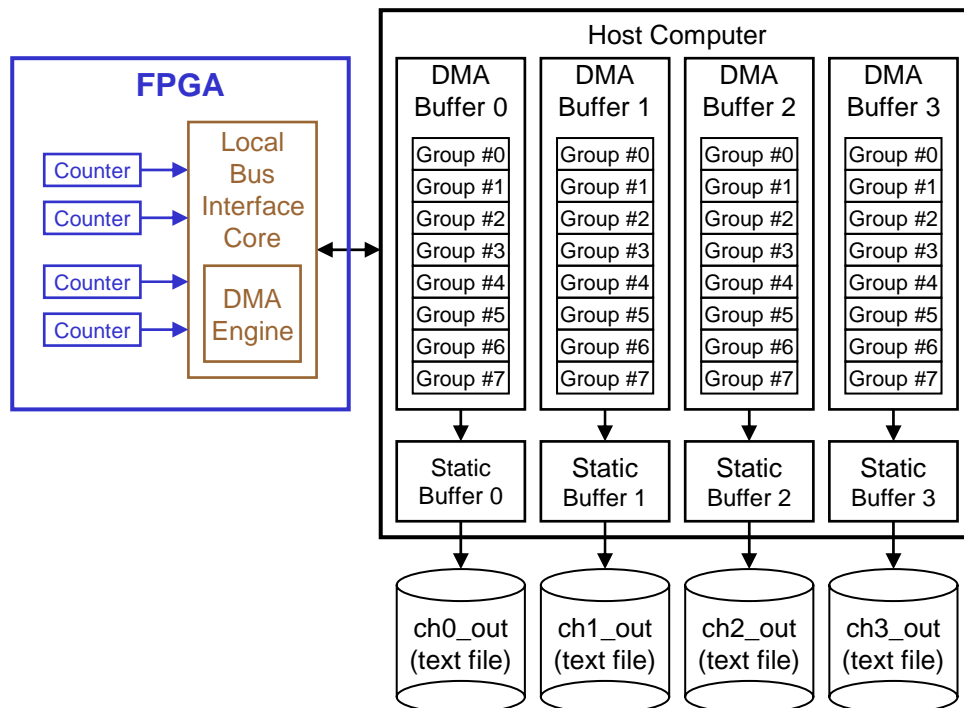 Host Computer
FPGA
Counter
Counter
Counter
Counter
Local
Bus
Interface
Core
DMA
Engine
DMA
Buffer 0
Group #0
Group #1
Group #2
Group #3
Group #4
Group #5
Group #6
Group #7
DMA
Buffer 1
Group #0
Group #1
Group #2
Group #3
Group #4
Group #5
Group #6
Group #7
DMA
Buffer 2
Group #0
Group #1
Group #2
Group #3
Group #4
Group #5
Group #6
Group #7
DMA
Buffer 3
Group #0
Group #1
Group #2
Group #3
Group #4
Group #5
Group #6
Group #7
Static
Buffer 0
Static
Buffer 1
Static
Buffer 2
Static
Buffer 3
ch0_out
(text file)
ch1_out
(text file)
ch2_out
(text file)
ch3_out
(text file)